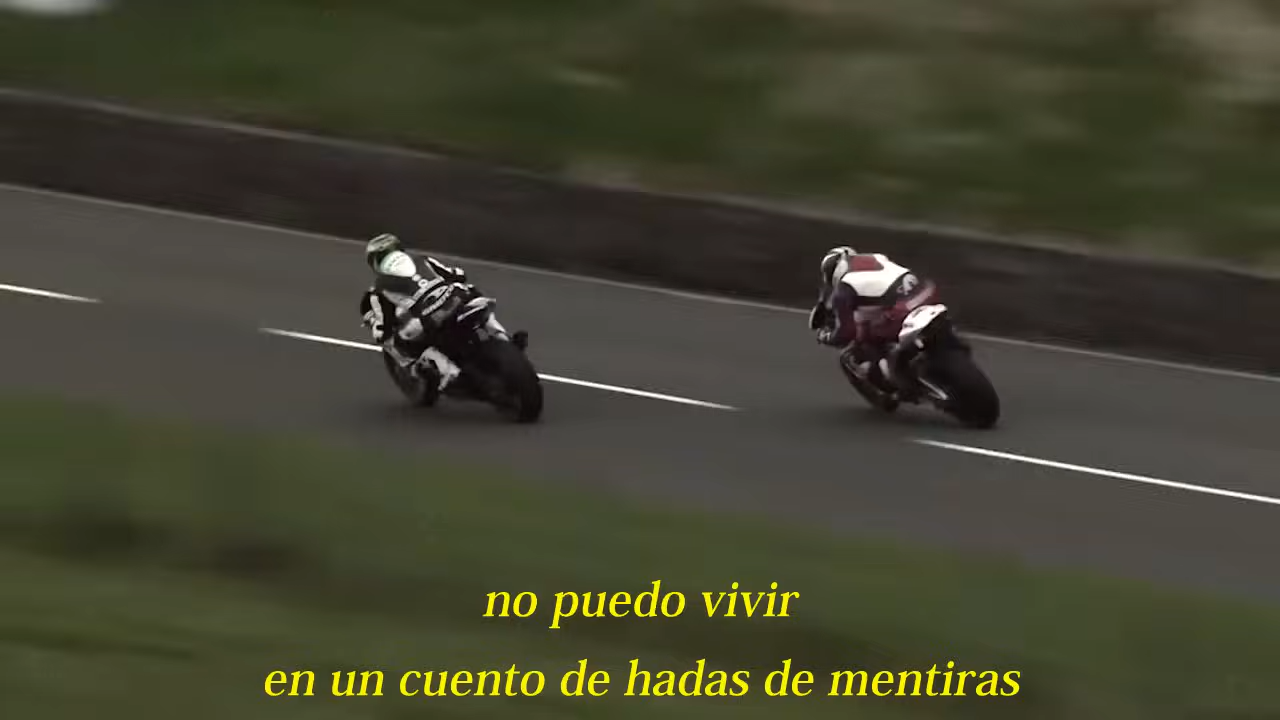 no puedo vivir
en un cuento de hadas de mentiras